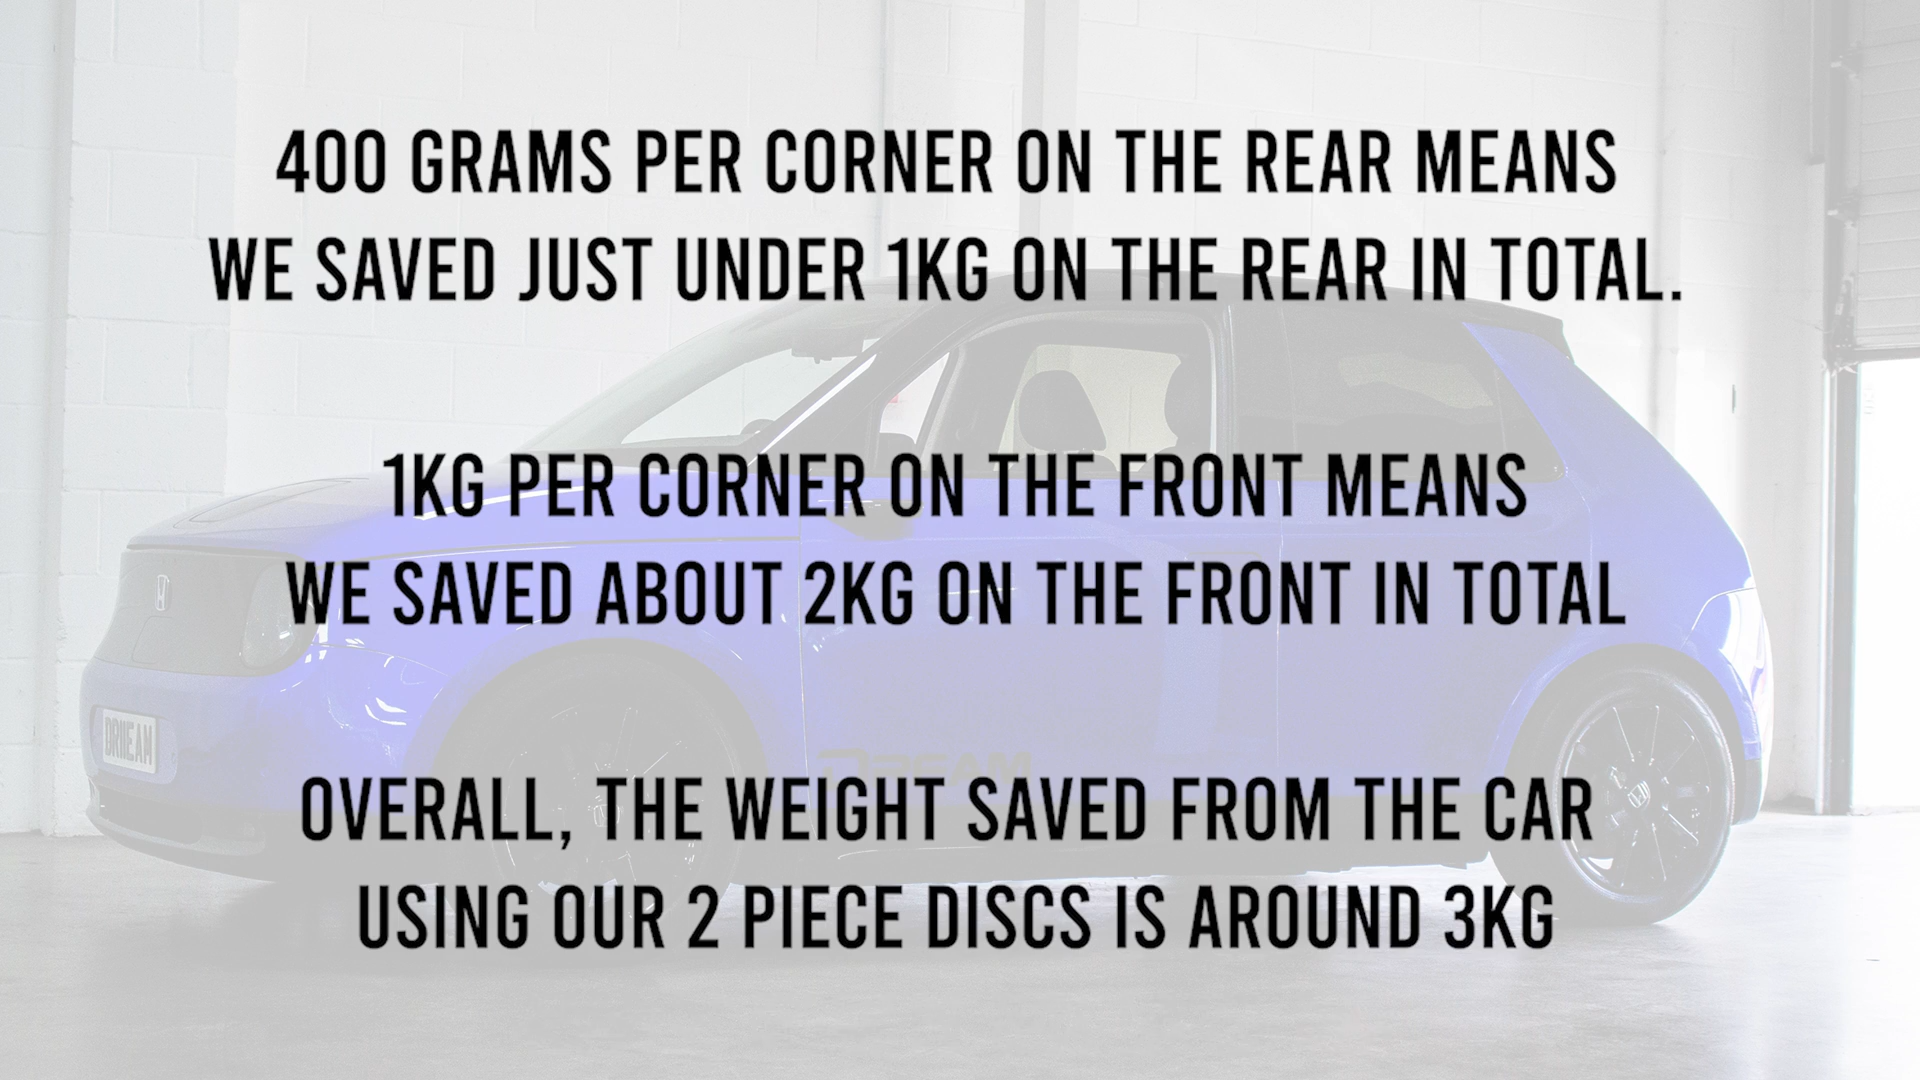 400 GRAMS PER CORNER ON THE REAR MEANS
WE SAVED JUST UNDER 1KG ON THE REAR IN TOTAL.
1KG PER CORNER ON THE FRONT MEANS
WE SAVED ABOUT 2KG ON THE FRONT IN TOTAL
DRIIEAM
DREAM
OVERALL, THE WEIGHT SAVED FROM THE CAR
USING OUR 2 PIECE DISCS IS AROUND 3KG